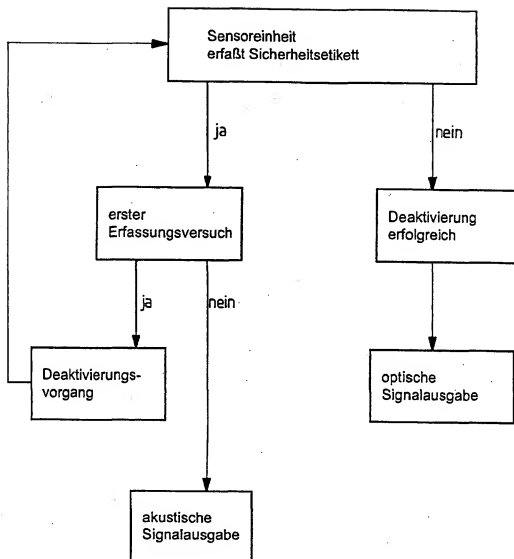 Sensoreinheit
erfaßt Sicherheitsetikett
ja
nein
erster
Erfassungsversuch
Deaktivierung
erfolgreich
ja
nein
Deaktivierungs-
vorgang
optische
Signalausgabe
akustische
Signalausgabe